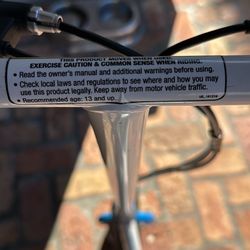 THIS PRODUCT MOVES WHEN USED.
EXERCISE CAUTION & COMMON SENSE WHEN RIDING.
• Read the owner's manual and additional warnings before using.
• Check local laws and regulations to see where and how you may
use this product legally. Keep away from motor vehicle traffic.
• Recommended age: 13 and up.